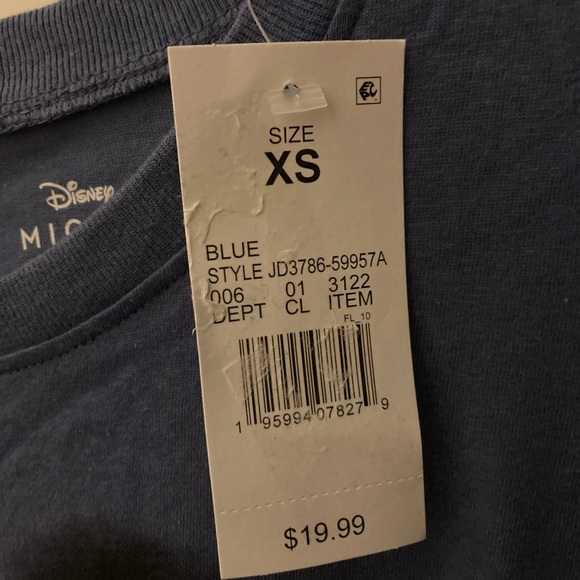 Disney
SIZE
XS
BLUE
STYLE JD3786-59957A
006 01 3122
DEPT CL ITEM
FL_10
1 95994 07827 9
$19.99